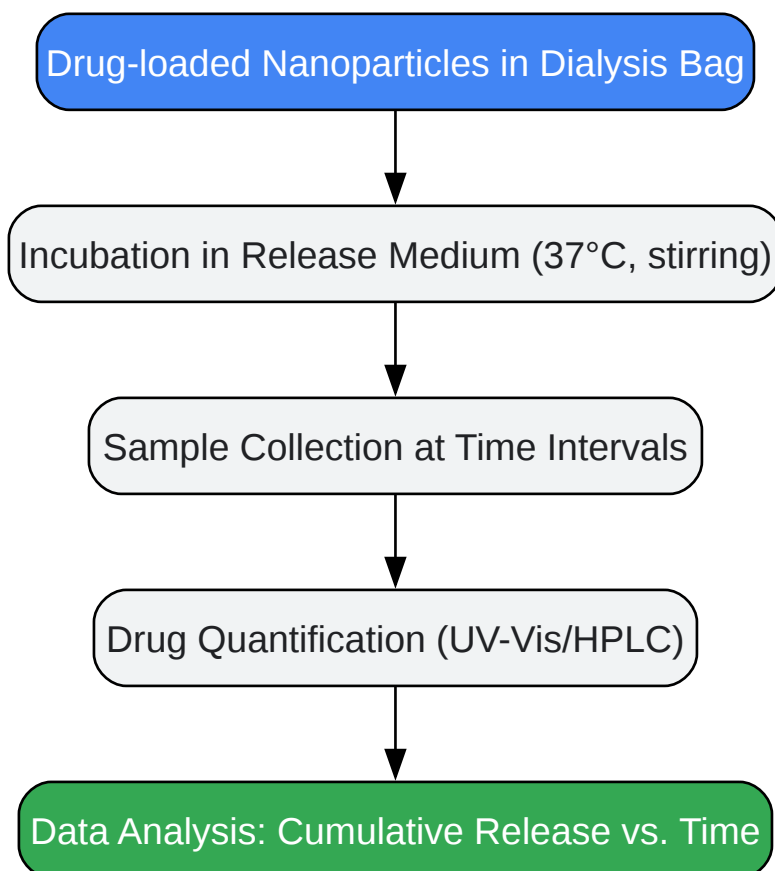 Drug-loaded Nanoparticles in Dialysis Bag
Incubation in Release Medium (37°C, stirring)
Sample Collection at Time Intervals
Drug Quantification (UV-Vis/HPLC)
Data Analysis: Cumulative Release vs. Time